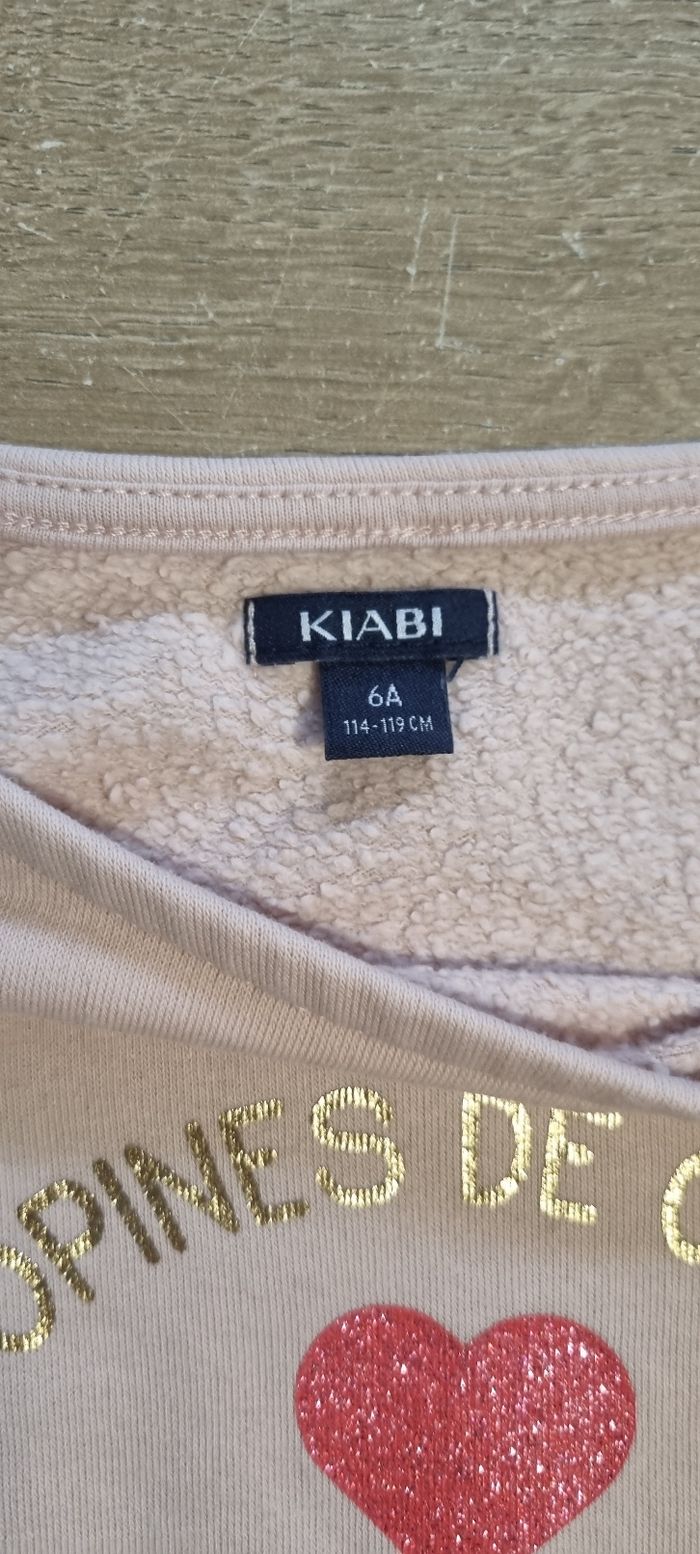 KIABI
6A
114-119 CM
OPINES DE C